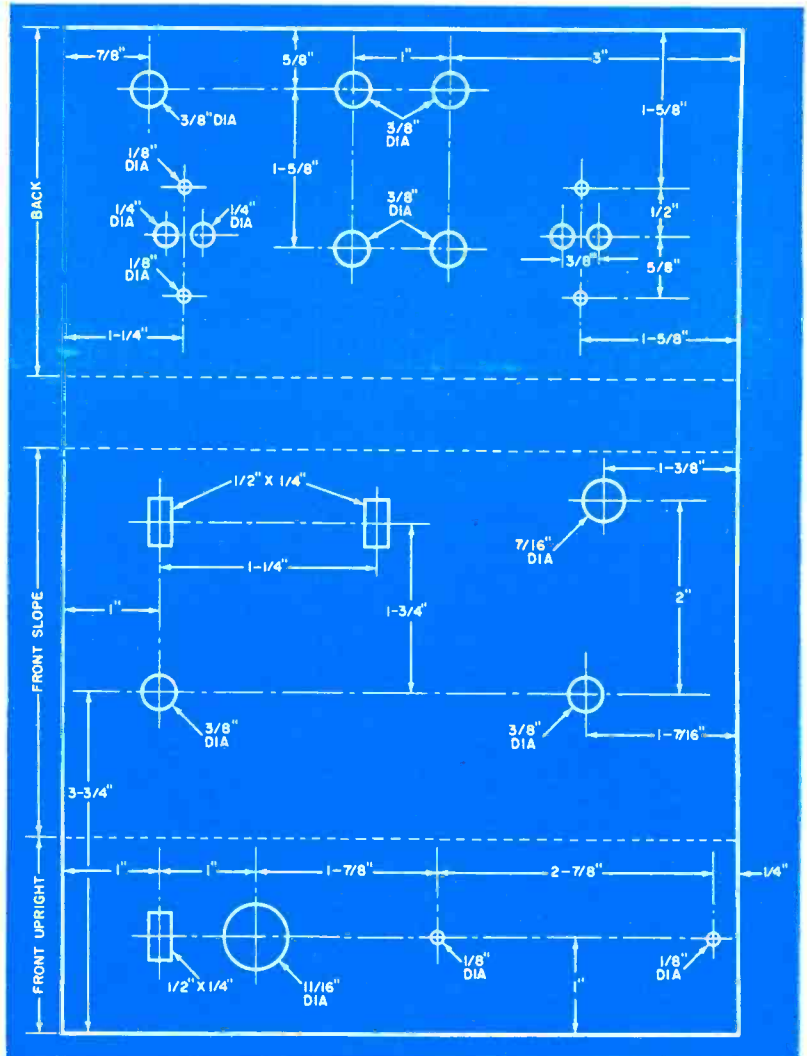 7/8"
5/8"
1"
3"
3/8" DIA
3/8"
DIA
1-5/8"
1/8"
DIA
1-5/8"
3/8"
DIA
1/4"
DIA
1/4"
DIA
1/2"
BACK
1/8"
DIA
3/8"
5/8"
1-1/4"
1-5/8"
1/2" X 1/4"
1-3/8"
7/16"
DIA
1-1/4"
1"
1-3/4"
2"
FRONT SLOPE
3/8"
DIA
3/8"
DIA
1-7/16"
3-3/4"
1"
1"
1-7/8"
2-7/8"
1/4"
FRONT UPRIGHT
1/2" X 1/4"
11/16"
DIA
1/8"
DIA
1"
1/8"
DIA